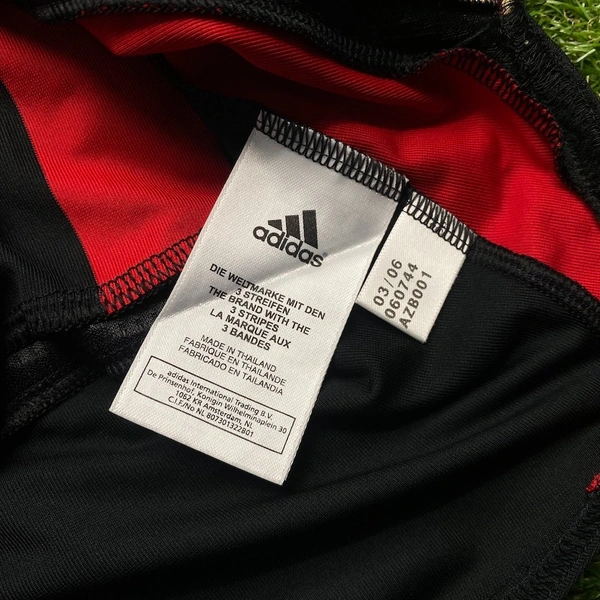 adidas
DIE WELTMARKE MIT DEN
3 STREIFEN
THE BRAND WITH THE
3 STRIPES
LA MARQUE AUX
3 BANDES
MADE IN THAILAND
FABRIQUE EN THAILANDE
FABRICADO EN TAILANDIA
adidas International Trading B.V.
De Prinsenhof, Konigin Wilhelminaplein 30
1062 KR Amsterdam, NL
C.I.F/No NL 807301322B01
03/06
060744
AZB001